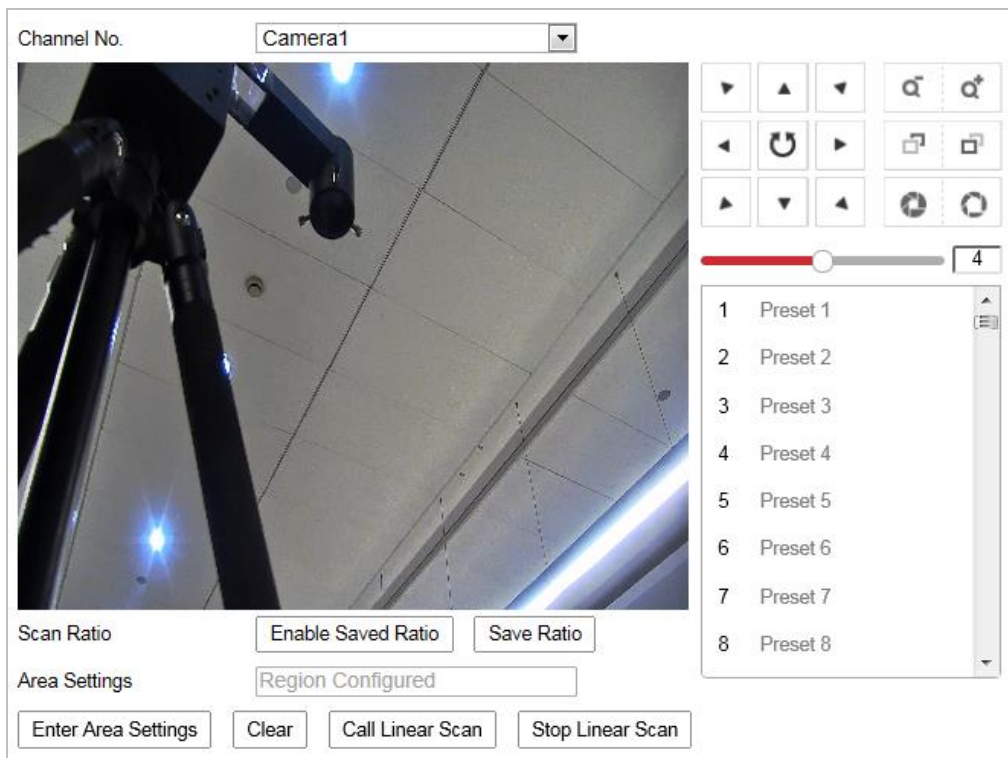 Channel No. Camera1
4
1 Preset 1
2 Preset 2
3 Preset 3
4 Preset 4
5 Preset 5
6 Preset 6
7 Preset 7
8 Preset 8
Scan Ratio Enable Saved Ratio Save Ratio
Area Settings Region Configured
Enter Area Settings Clear Call Linear Scan Stop Linear Scan